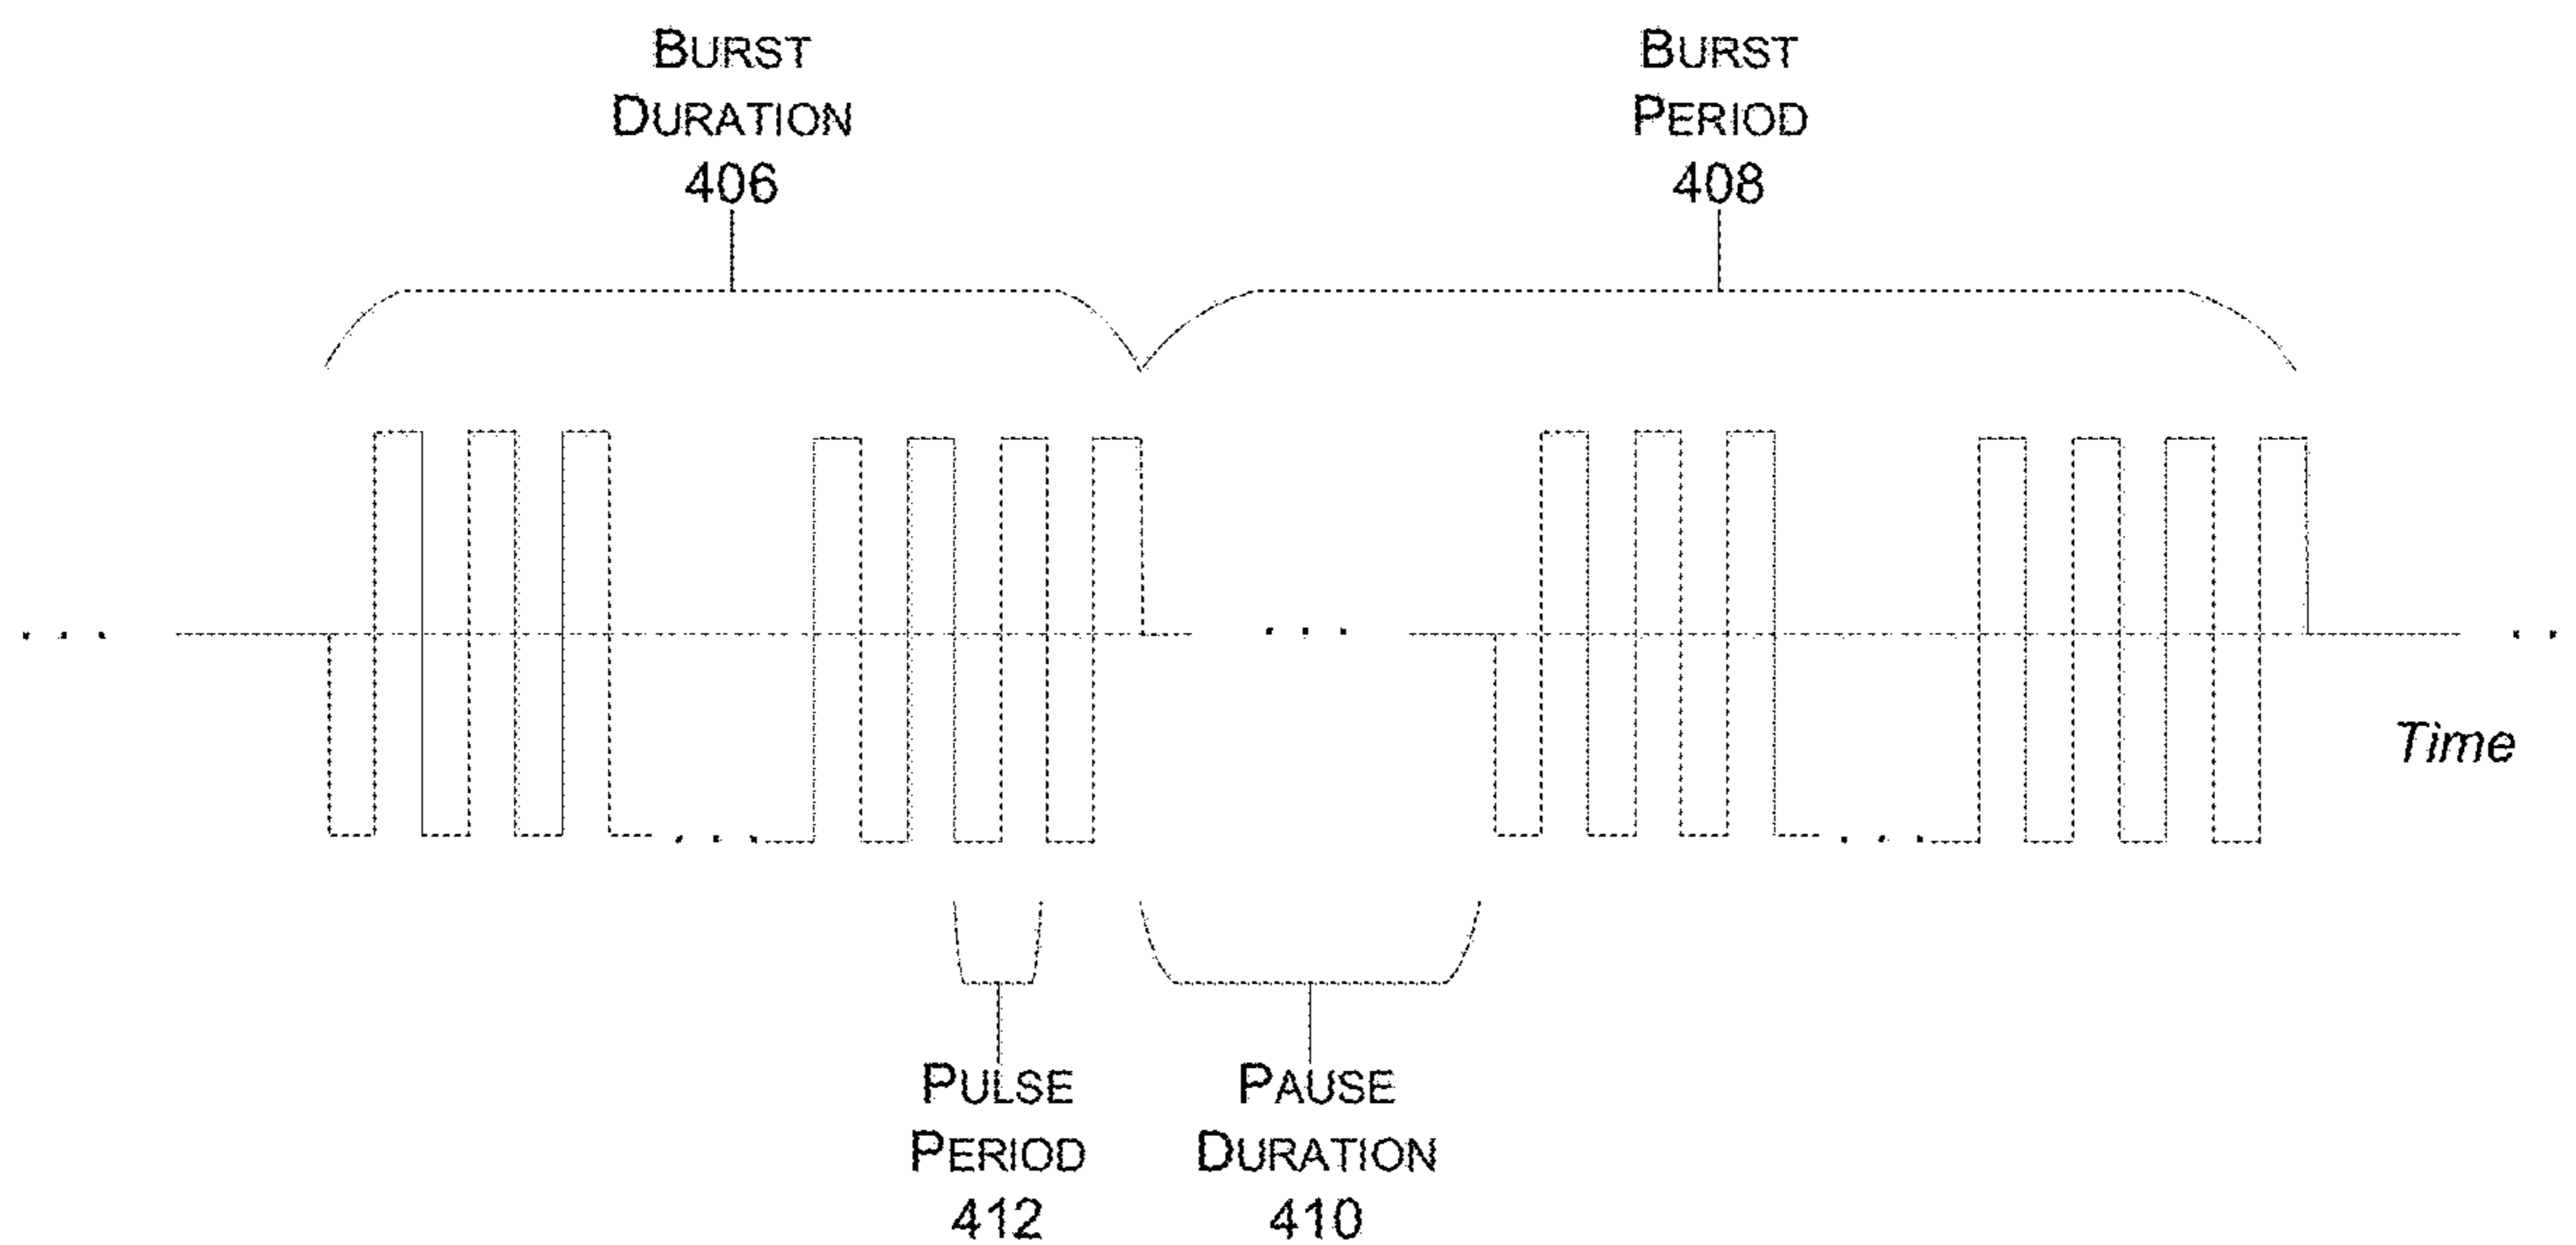 BURST
DURATION
406
BURST
PERIOD
408
Time
PULSE
PERIOD
412
PAUSE
DURATION
410